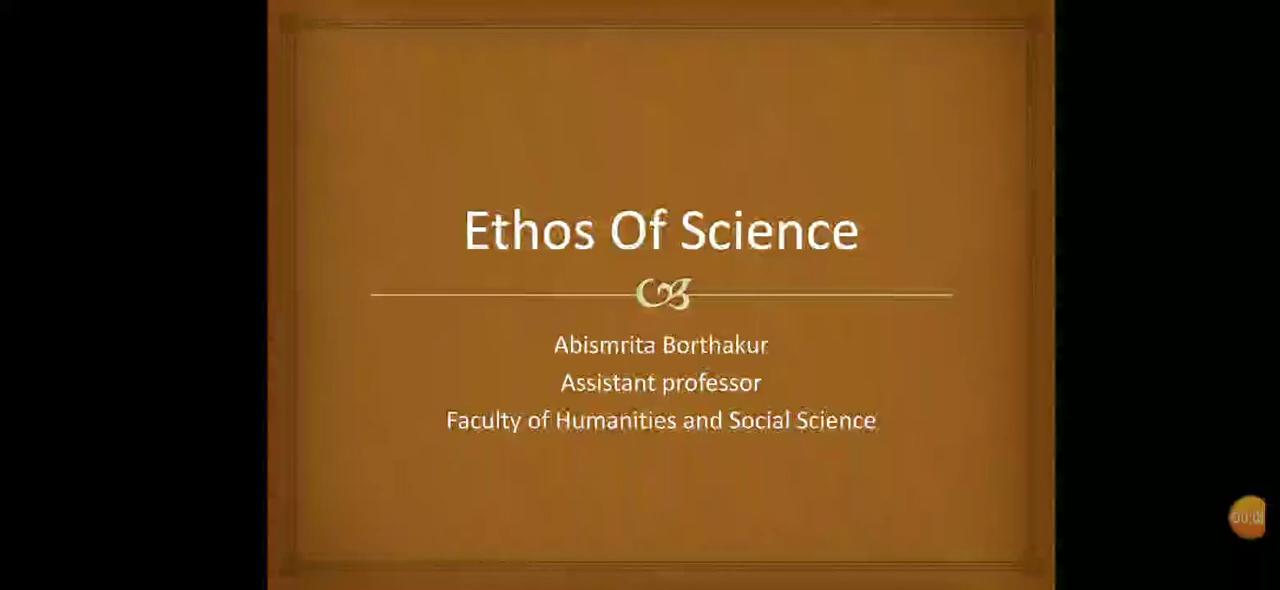 Ethos Of Science
Abismrita Borthakur
Assistant professor
Faculty of Humanities and Social Science